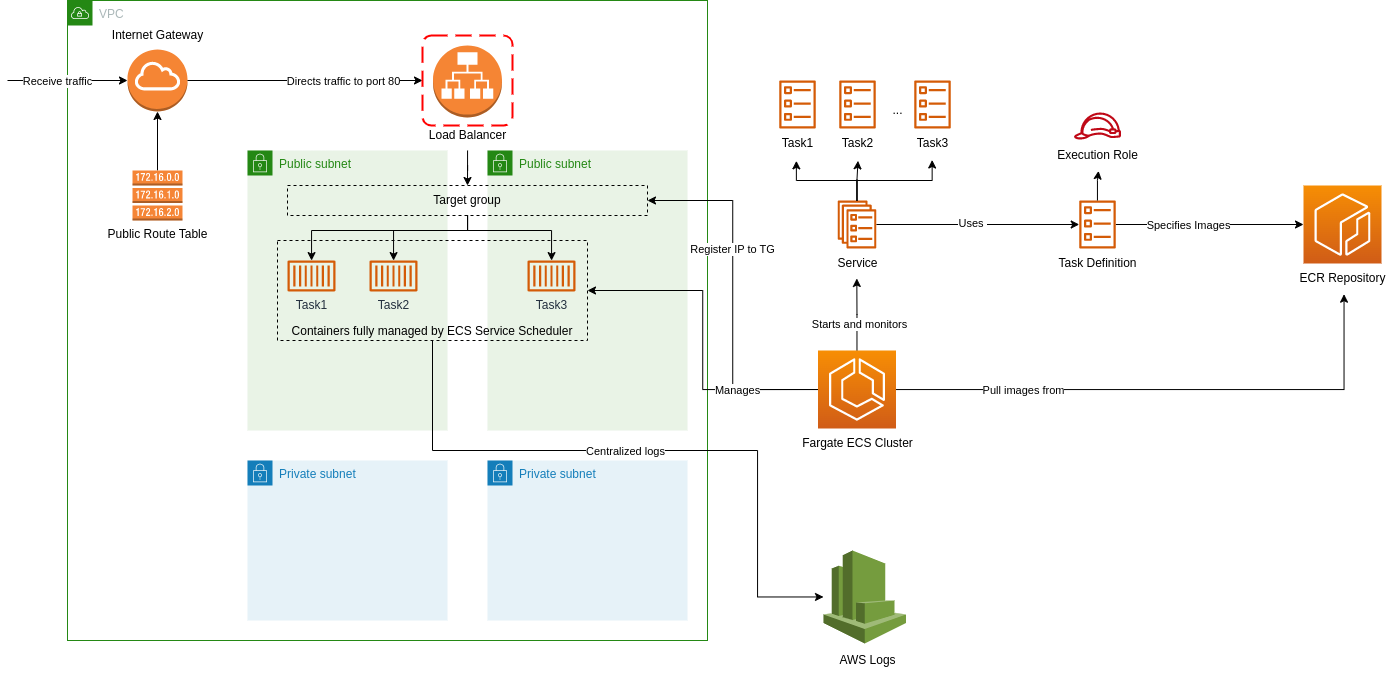 VPC
Internet Gateway
Receive traffic
Directs traffic to port 80
Load Balancer
172.16.0.0
172.16.1.0
172.16.2.0
Public Route Table
Public subnet
Public subnet
Target group
Register IP to TG
Task1
Task2
Task3
Containers fully managed by ECS Service Scheduler
Manages
Centralized logs
Private subnet
Private subnet
Task1
Task2
...
Task3
Execution Role
Service
Uses
Task Definition
Specifies Images
ECR Repository
Starts and monitors
Pull images from
Fargate ECS Cluster
AWS Logs